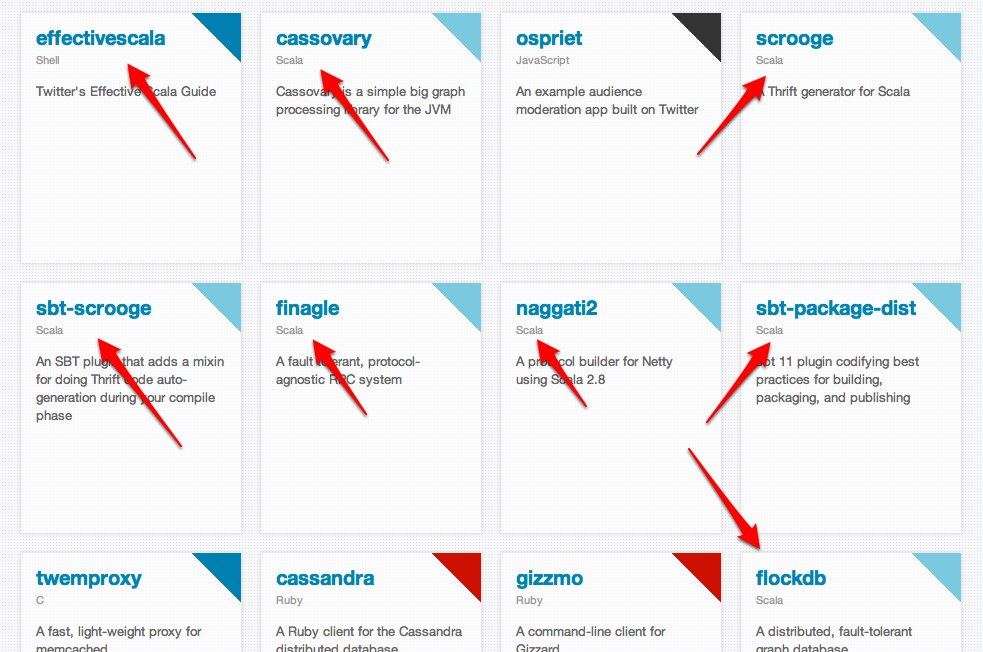 effectivescala
Shell
Twitter's Effective Scala Guide
cassovary
Scala
Cassovary is a simple big graph
processing library for the JVM
ospriet
JavaScript
An example audience
moderation app built on Twitter
scrooge
Scala
A Thrift generator for Scala
sbt-scrooge
Scala
An SBT plugin that adds a mixin
for doing Thrift code auto-
generation during your compile
phase
finagle
Scala
A fault tolerant, protocol-
agnostic RPC system
naggati2
Scala
A protocol builder for Netty
using Scala 2.8
sbt-package-dist
Scala
sbt 11 plugin codifying best
practices for building,
packaging, and publishing
twemproxy
C
A fast, light-weight proxy for
memcached
cassandra
Ruby
A Ruby client for the Cassandra
distributed database
gizzmo
Ruby
A command-line client for
Gizzard
flockdb
Scala
A distributed, fault-tolerant
graph database